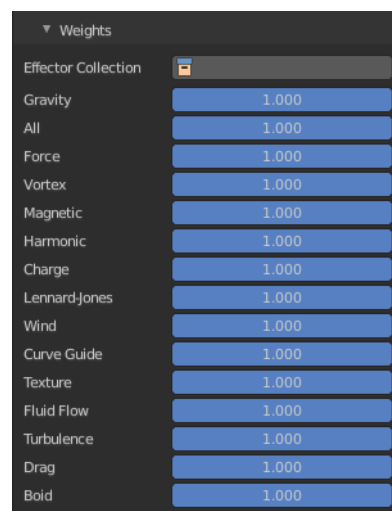 Weights
Effector Collection
Gravity 1.000
All 1.000
Force 1.000
Vortex 1.000
Magnetic 1.000
Harmonic 1.000
Charge 1.000
Lennard-Jones 1.000
Wind 1.000
Curve Guide 1.000
Texture 1.000
Fluid Flow 1.000
Turbulence 1.000
Drag 1.000
Boid 1.000